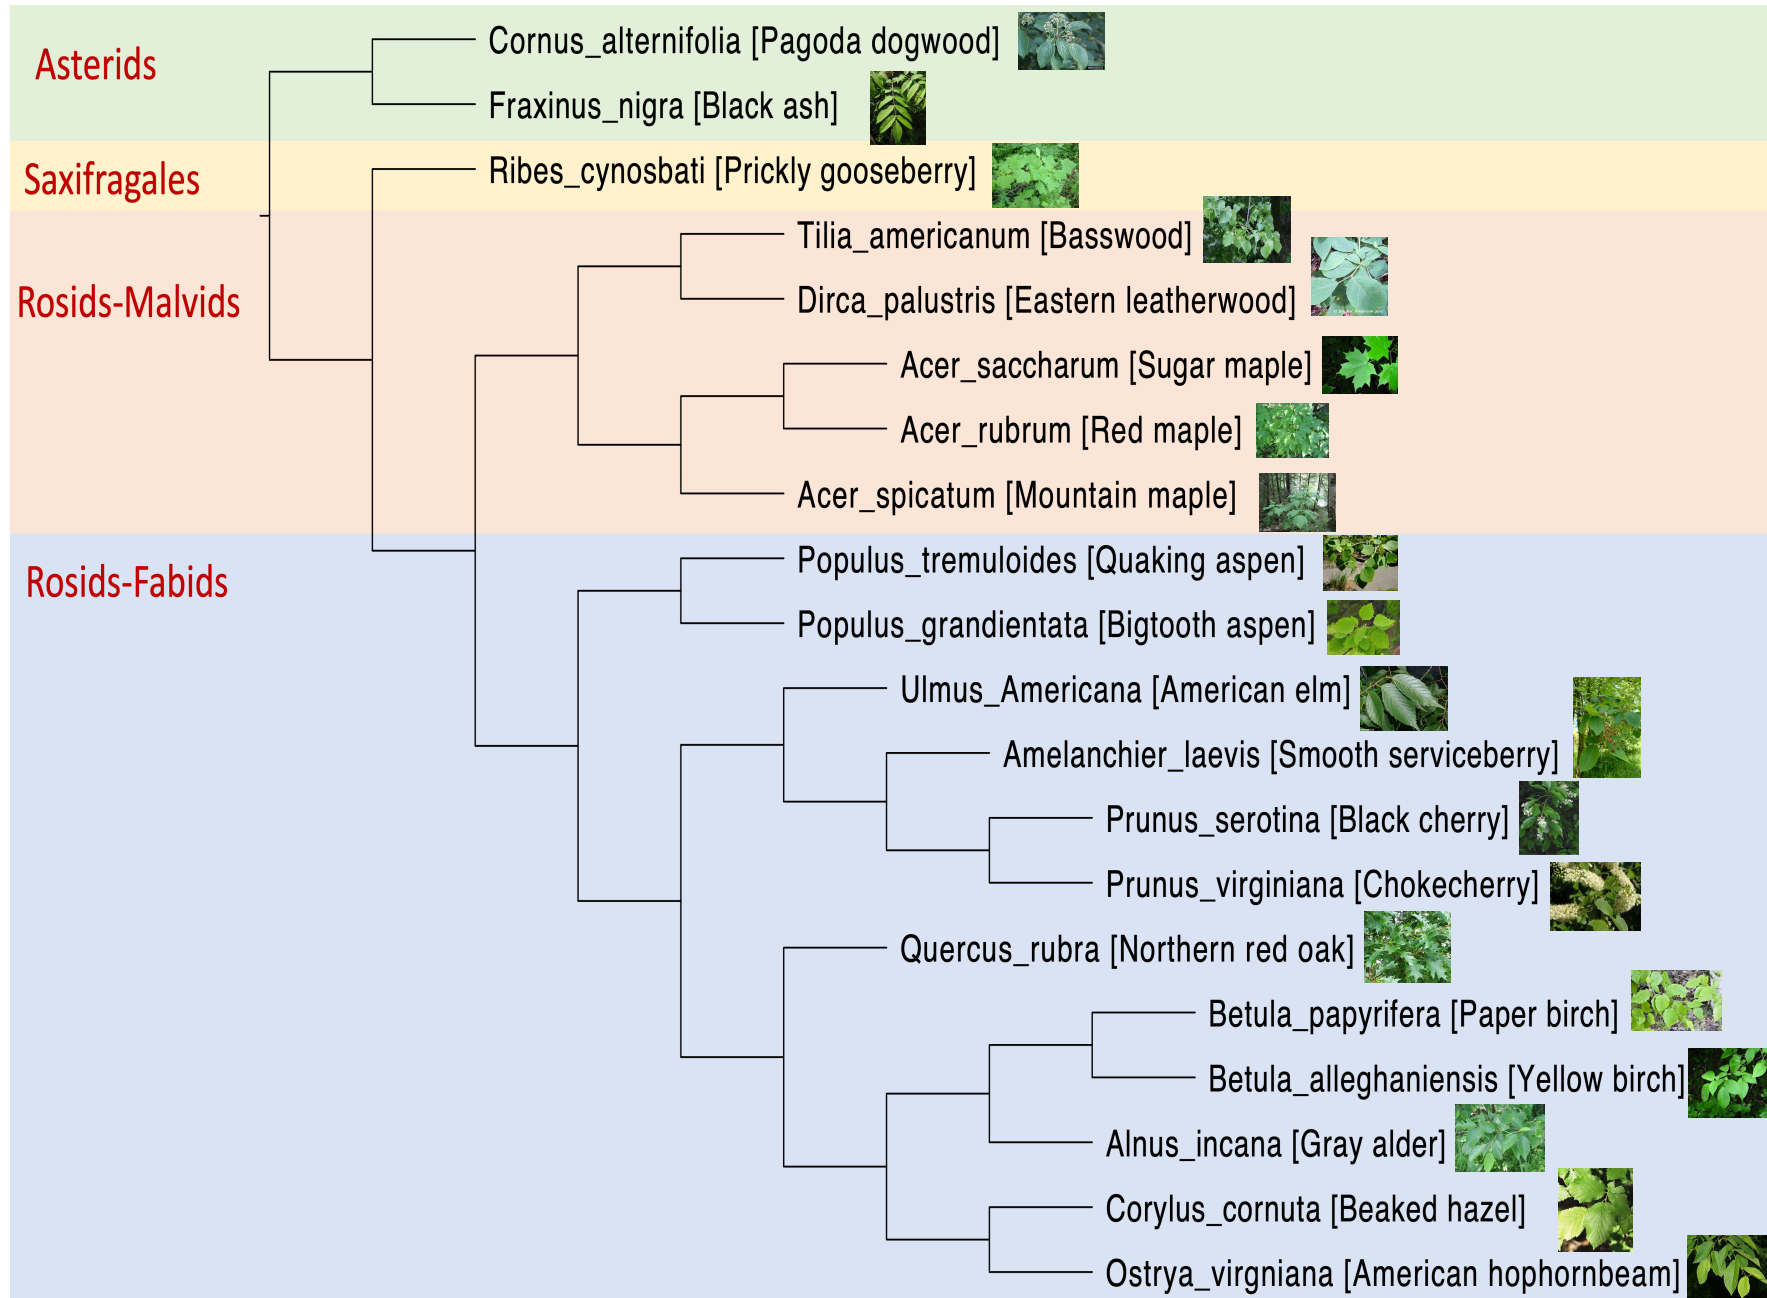 Asterids
Cornus_alternifolia [Pagoda dogwood]
Fraxinus_nigra [Black ash]
Saxifragales
Ribes_cynosbati [Prickly gooseberry]
Rosids-Malvids
Tilia_americanum [Basswood]
Dirca_palustris [Eastern leatherwood]
Acer_saccharum [Sugar maple]
Acer_rubrum [Red maple]
Acer_spicatum [Mountain maple]
Rosids-Fabids
Populus_tremuloides [Quaking aspen]
Populus_grandientata [Bigtooth aspen]
Ulmus_Americana [American elm]
Amelanchier_laevis [Smooth serviceberry]
Prunus_serotina [Black cherry]
Prunus_virginiana [Chokecherry]
Quercus_rubra [Northern red oak]
Betula_papyrifera [Paper birch]
Betula_alleghaniensis [Yellow birch]
Alnus_incana [Gray alder]
Corylus_cornuta [Beaked hazel]
Ostrya_virgniana [American hophornbeam]